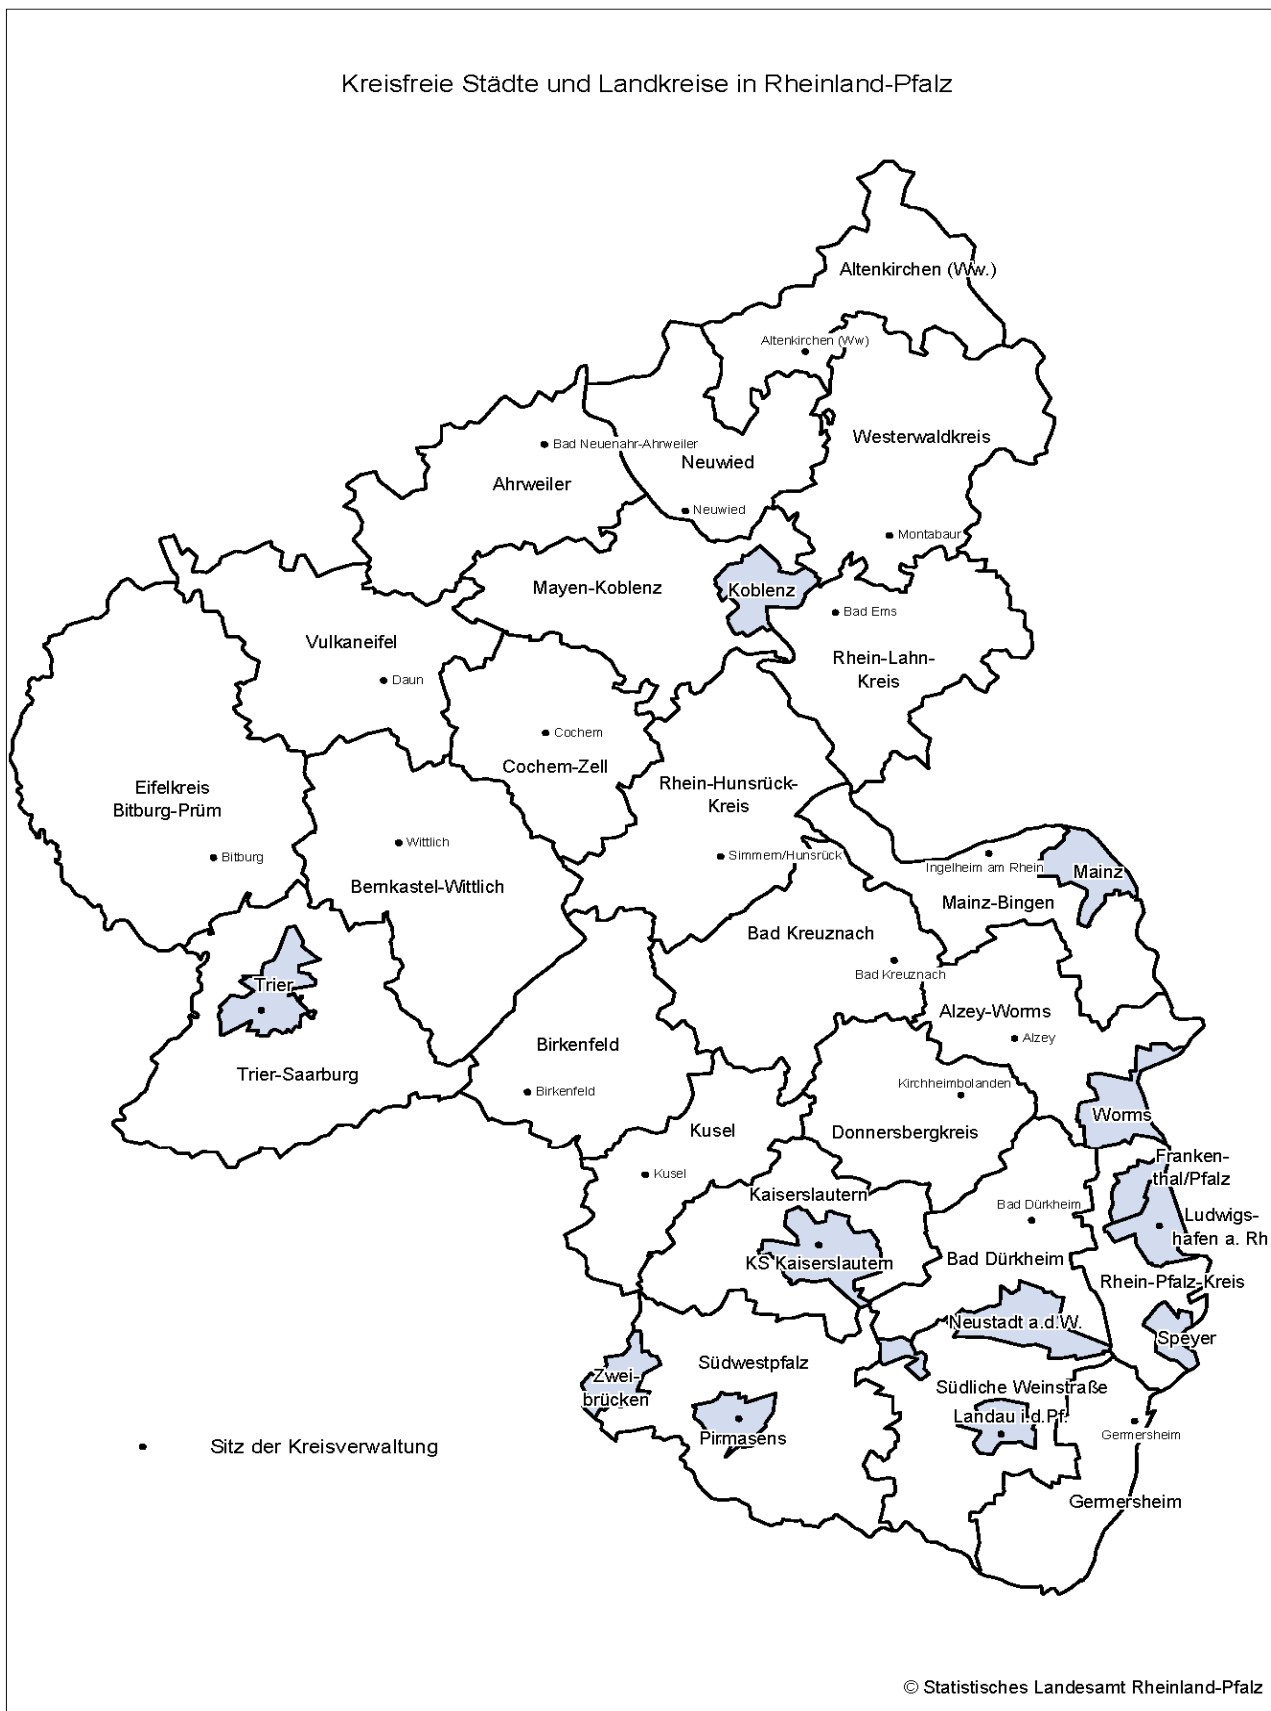 Kreisfreie Städte und Landkreise in Rheinland-Pfalz
Altenkirchen (Ww.)
Altenkirchen (Ww)
Westerwaldkreis
Bad Neuenahr-Ahrweiler
Neuwied
Ahrweiler
Neuwied
Montabaur
Mayen-Koblenz
Koblenz
Bad Ems
Vulkaneifel
Rhein-Lahn-
Kreis
Daun
Cochem
Cochem-Zell
Rhein-Hunsrück-
Kreis
Eifelkreis
Bitburg-Prüm
Wittlich
Bitburg
Simmern/Hunsrück
Ingelheim am Rhein
Mainz
Bernkastel-Wittlich
Mainz-Bingen
Bad Kreuznach
Bad Kreuznach
Trier
Alzey-Worms
Alzey
Birkenfeld
Trier-Saarburg
Kirchheimbolanden
Birkenfeld
Worms
Kusel
Donnersbergkreis
Franken-
thal/Pfalz
Kusel
Kaiserslautern
Bad Dürkheim
Ludwigs-
hafen a. Rh
KS Kaiserslautern
Bad Dürkheim
Rhein-Pfalz-Kreis
Neustadt a.d.W.
Speyer
Südwestpfalz
Zwei-
brücken
Südliche Weinstraße
Landau i.d.Pf.
Pirmasens
Germersheim
Sitz der Kreisverwaltung
Germersheim
© Statistisches Landesamt Rheinland-Pfalz